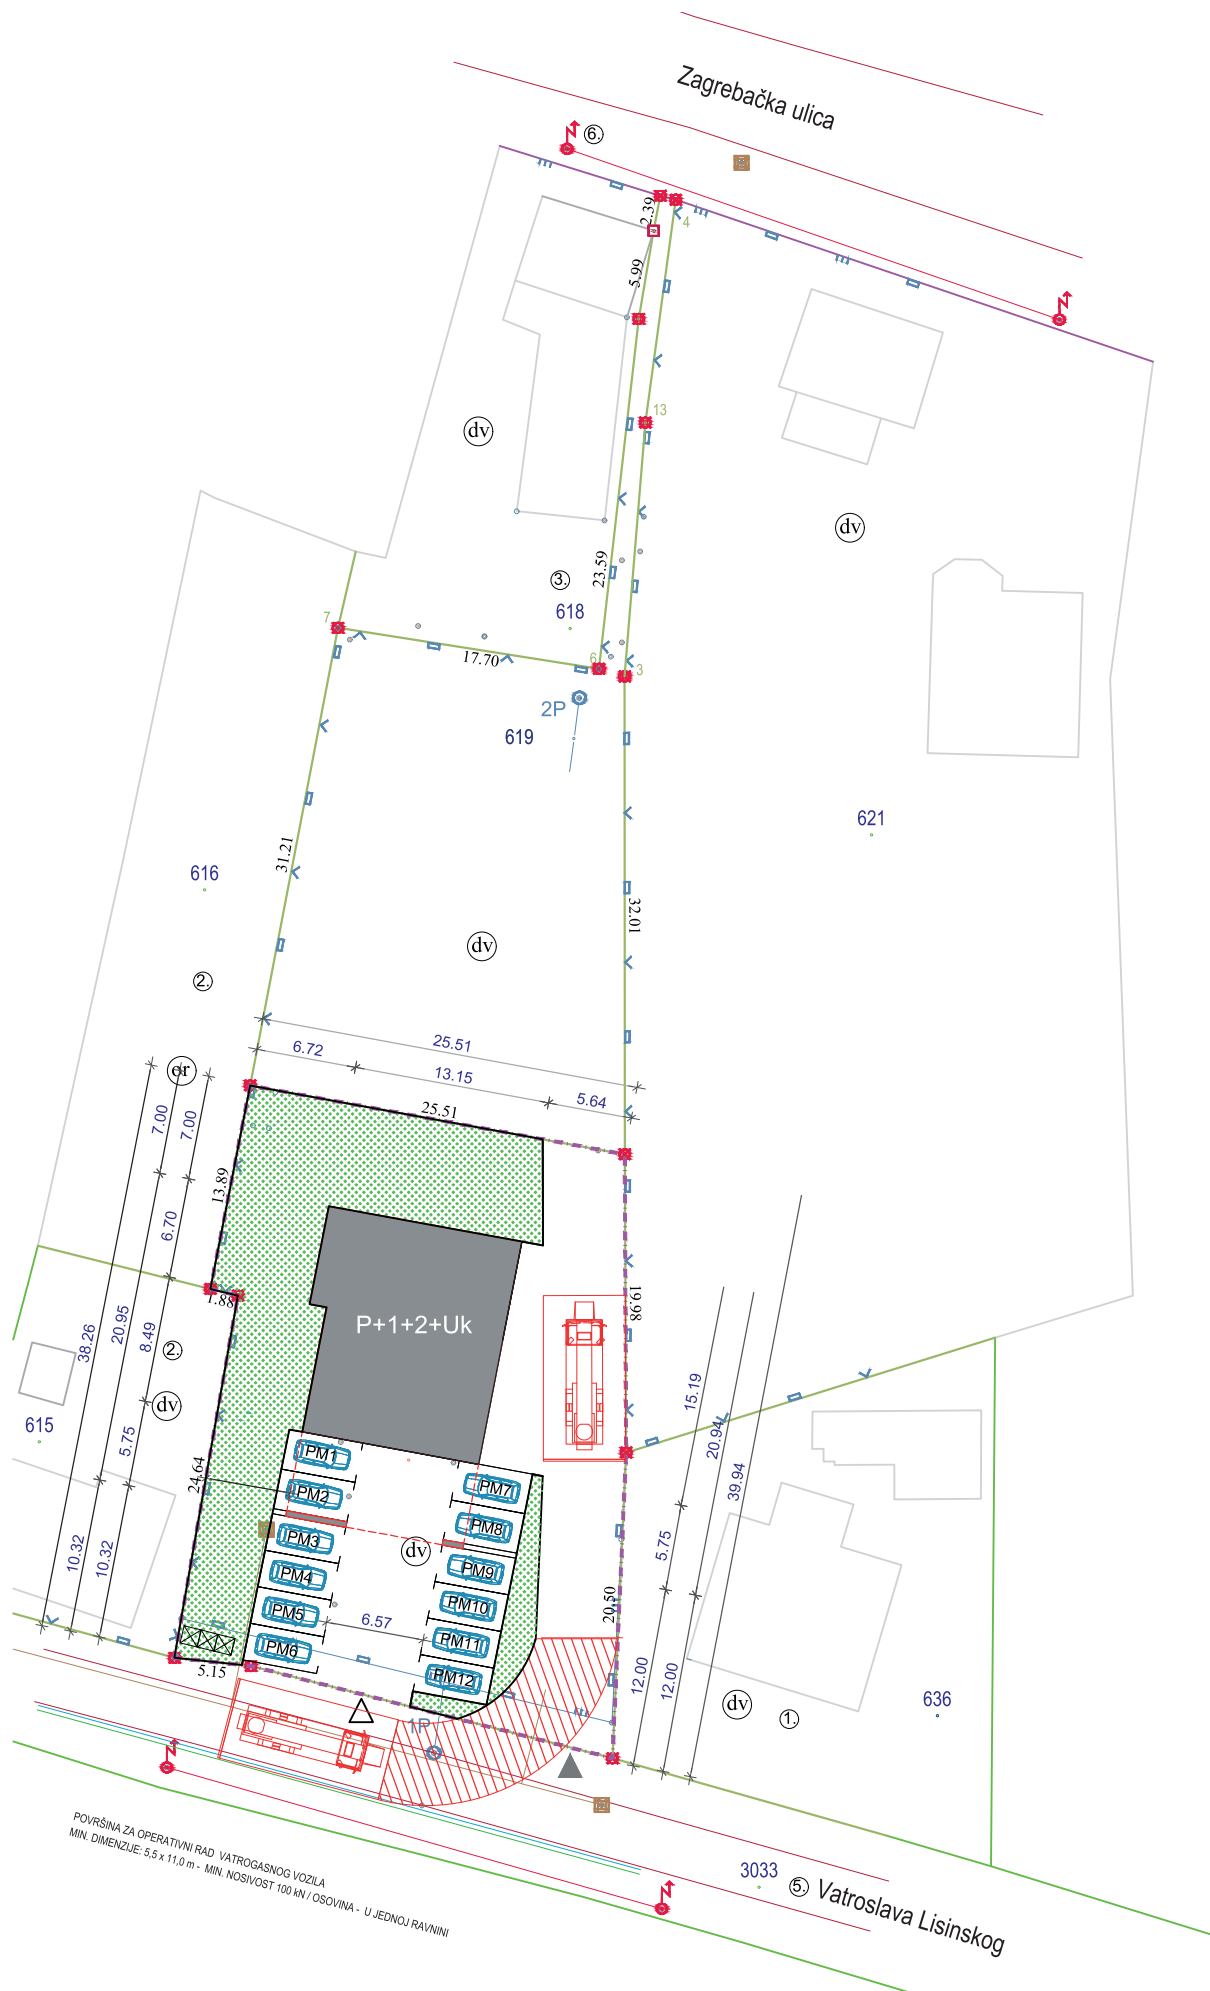 Zagrebačka ulica
6.
2.39
4
5.99
13
dv
dv
23.59
3.
618
7
17.70
6
3
2P
619
621
31.21
616
32.01
dv
2.
25.51
6.72
13.15
5.64
er
25.51
7.00
7.00
13.89
6.70
1.88
19.98
38.26
20.95
8.49
P+1+2+Uk
2.
dv
615
15.19
20.94
39.94
5.75
24.64
PM1
PM2
PM3
PM4
PM5
PM6
PM7
PM8
PM9
PM10
PM11
PM12
dv
10.32
10.32
5.75
6.57
20.50
12.00
12.00
5.15
1P
dv
1.
636
3033
5.
Vatroslava Lisinskog
POVRŠINA ZA OPERATIVNI RAD VATROGASNOG VOZILA
MIN. DIMENZIJE: 5,5 x 11,0 m - MIN. NOSIVOST 100 kN / OSOVINA - U JEDNOJ RAVNINI